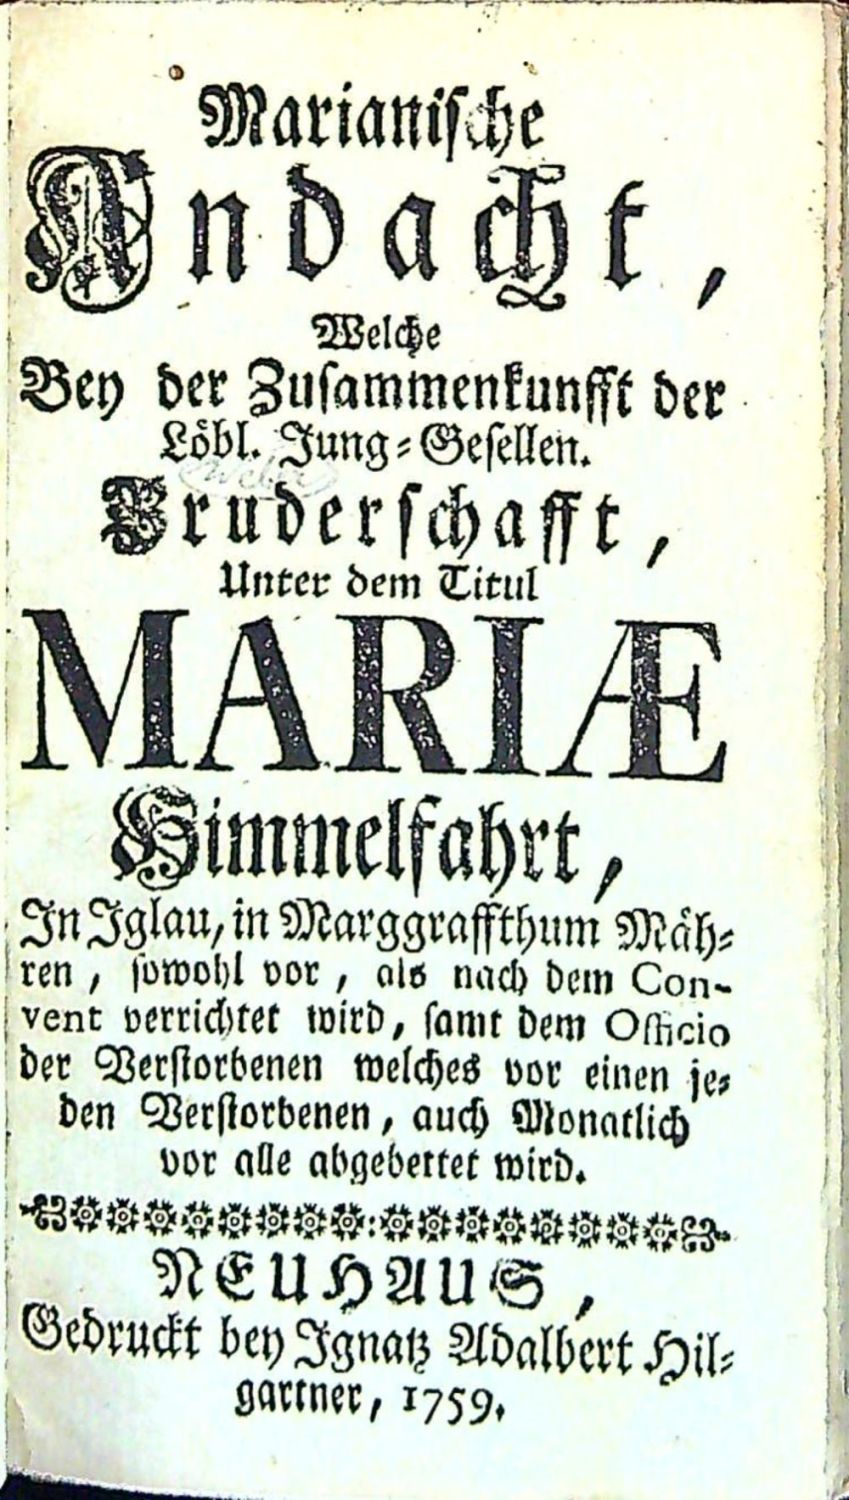 Marianische
Andacht,
Welche
Bey der Zusammenkunfft der
Löbl. Jung-Gesellen.
Bruderschafft,
Unter dem Titul
MARIÆ
Himmelfahrt,
In Iglau, in Marggraffthum Mäh-
ren, sowohl vor, als nach dem Con-
vent verrichtet wird, samt dem Officio
der Verstorbenen welches vor einen je-
den Verstorbenen, auch Monatlich
vor alle abgebettet wird.
NEUHAUS,
Gedruckt bey Ignatz Adalbert Hil-
gartner, 1759.